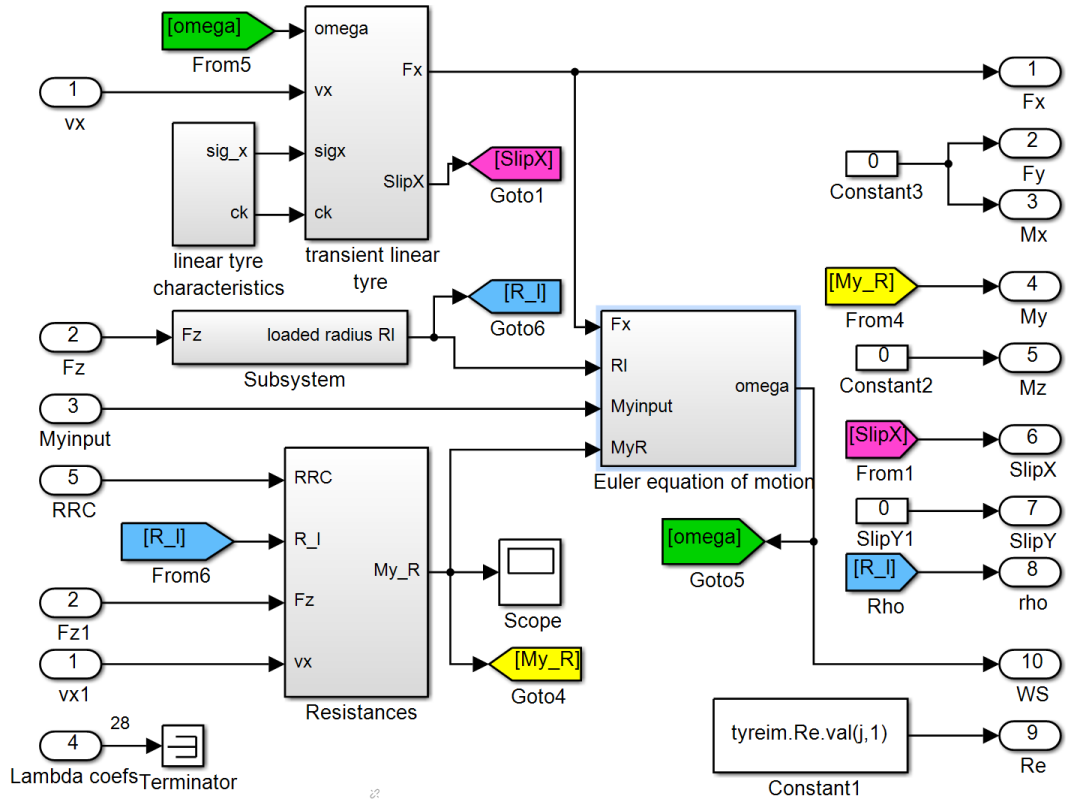 [omega]
From5
1
vx
omega
vx
sigx
ck
Fx
SlipX
transient linear
tyre
sig_x
ck
linear tyre
characteristics
[SlipX]
Goto1
1
Fx
0
Constant3
2
Fy
3
Mx
[R_l]
Goto6
2
Fz
Fz
loaded radius Rl
Subsystem
3
Myinput
Fx
Rl
Myinput
MyR
omega
Euler equation of motion
[My_R]
From4
4
My
0
Constant2
5
Mz
[SlipX]
From1
6
SlipX
0
SlipY1
7
SlipY
[R_l]
Rho
8
rho
5
RRC
[R_l]
From6
2
Fz1
1
vx1
RRC
R_l
Fz
vx
My_R
Resistances
Scope
[My_R]
Goto4
[omega]
Goto5
10
WS
4
Lambda coefs
28
Terminator
tyreim.Re.val(j,1)
Constant1
9
Re